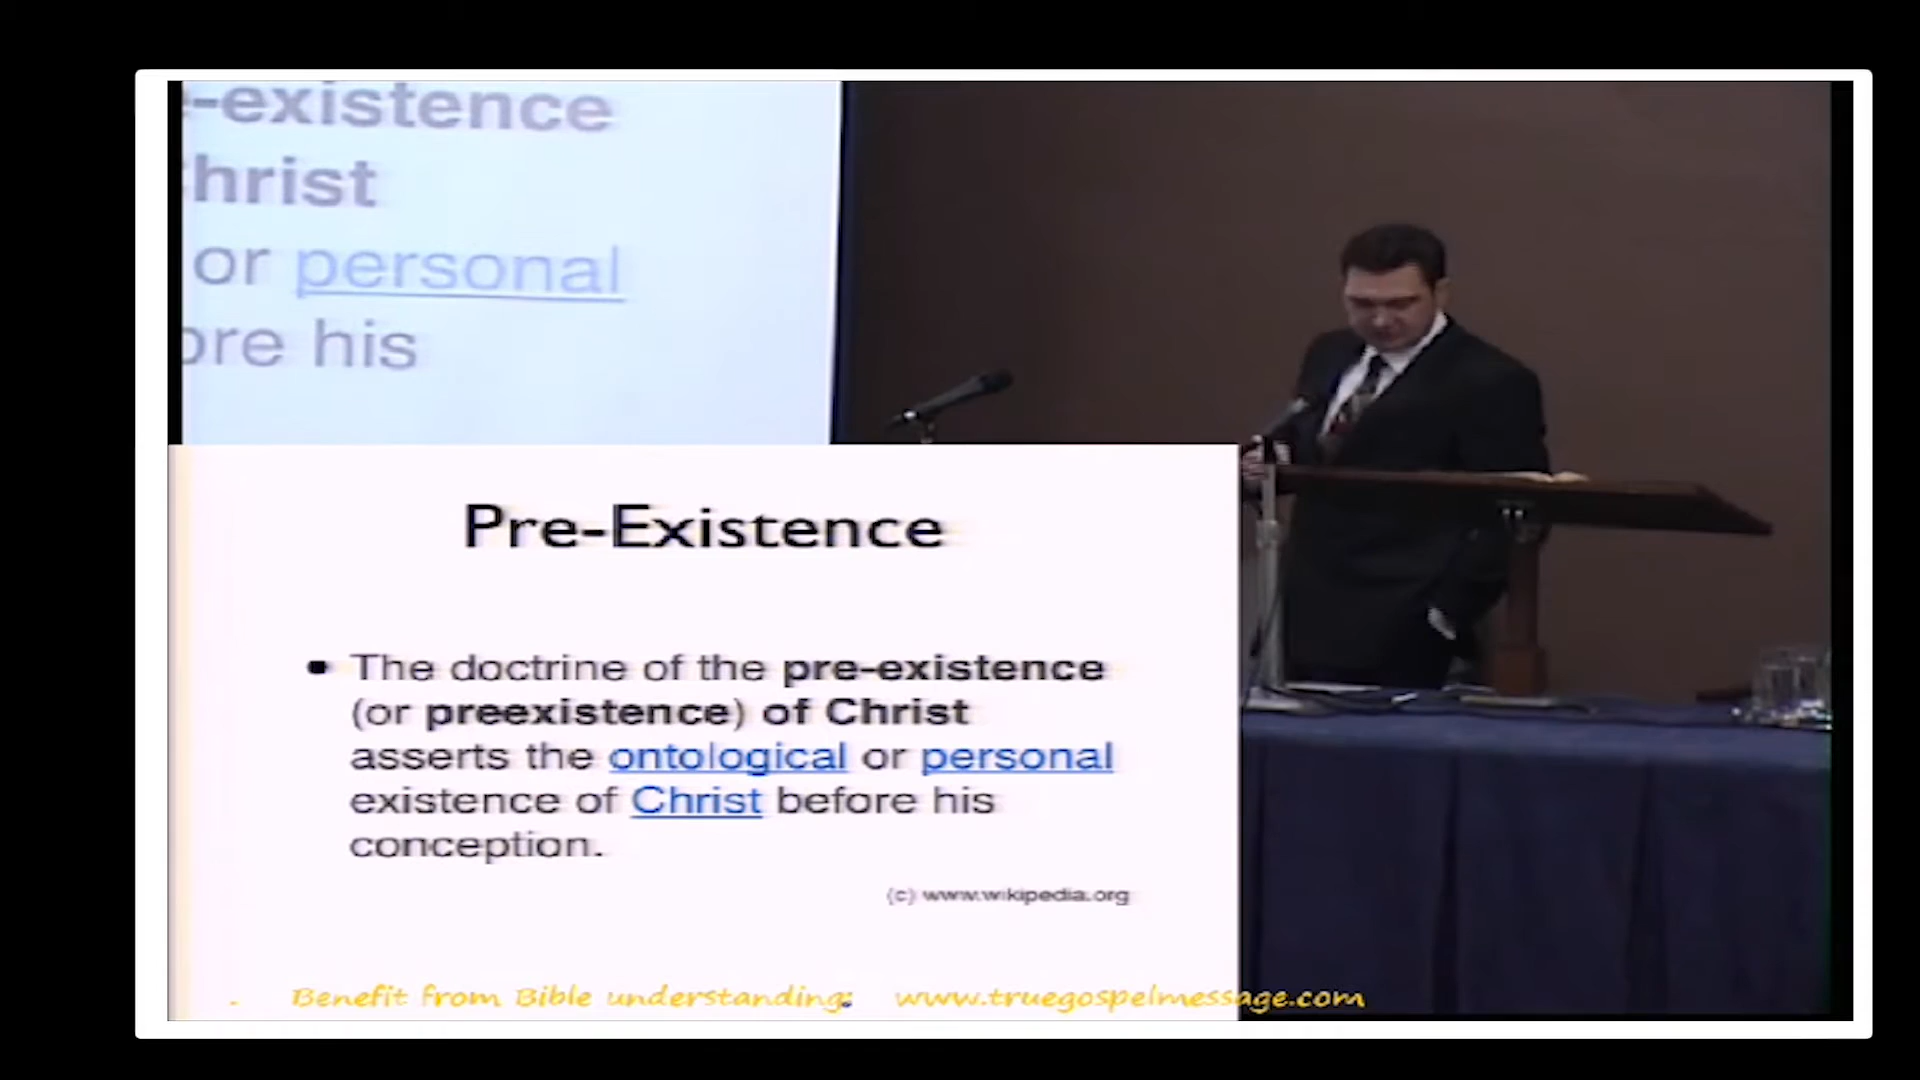 -existence
hrist
or personal
ore his
Pre-Existence
• The doctrine of the pre-existence
(or preexistence) of Christ
asserts the ontological or personal
existence of Christ before his
conception.
(c) www.wikipedia.org
. Benefit from Bible understanding: www.truegospelmessage.com